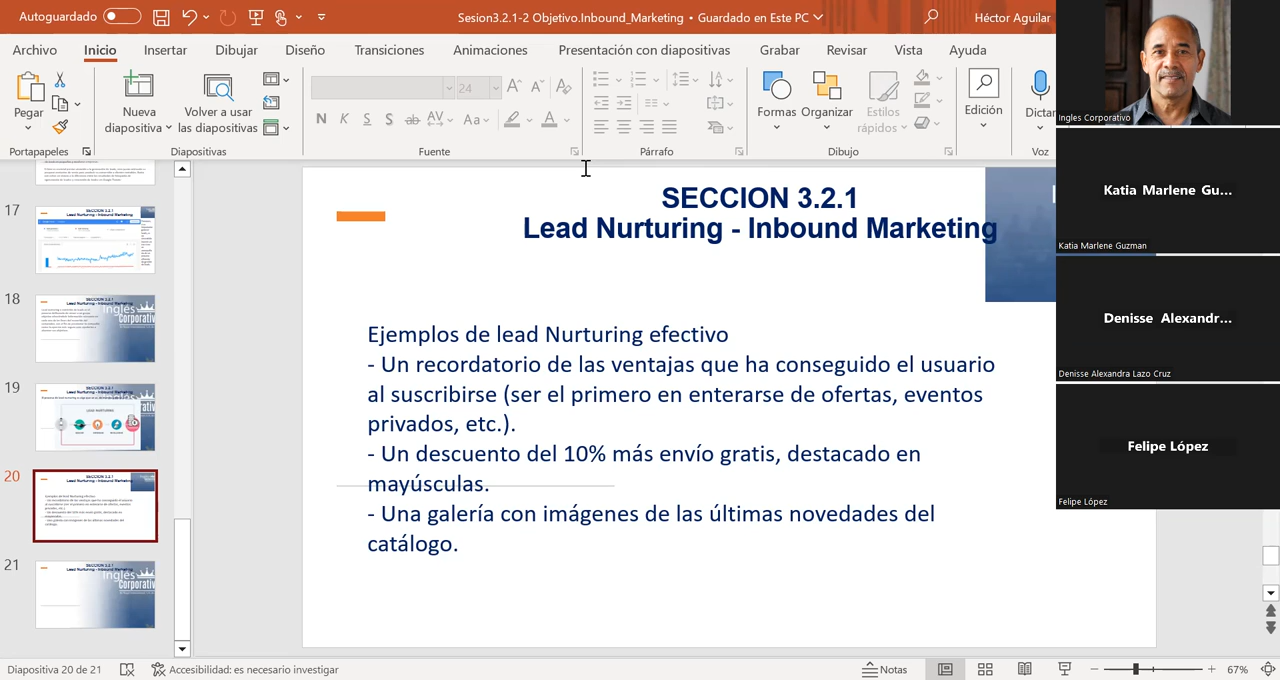 Autoguardado
Sesion3.2.1-2 Objetivo.Inbound_Marketing • Guardado en Este PC
Héctor Aguilar
Archivo Inicio Insertar Dibujar Diseño Transiciones Animaciones Presentación con diapositivas Grabar Revisar Vista Ayuda
Pegar
Nueva diapositiva
Volver a usar las diapositivas
24
N K S S ab AV Aa A
Formas
Organizar
Estilos rápidos
Edición
Dictar
Portapapeles Diapositivas Fuente Párrafo Dibujo Voz
17
18
19
20
21
SECCION 3.2.1
Lead Nurturing - Inbound Marketing
Ejemplos de lead Nurturing efectivo
- Un recordatorio de las ventajas que ha conseguido el usuario
al suscribirse (ser el primero en enterarse de ofertas, eventos
privados, etc.).
- Un descuento del 10% más envío gratis, destacado en
mayúsculas.
- Una galería con imágenes de las últimas novedades del
catálogo.
Ingles Corporativo
Katia Marlene Gu...
Katia Marlene Guzman
Denisse Alexandr...
Denisse Alexandra Lazo Cruz
Felipe López
Felipe López
Diapositiva 20 de 21
Accesibilidad: es necesario investigar
Notas
67%